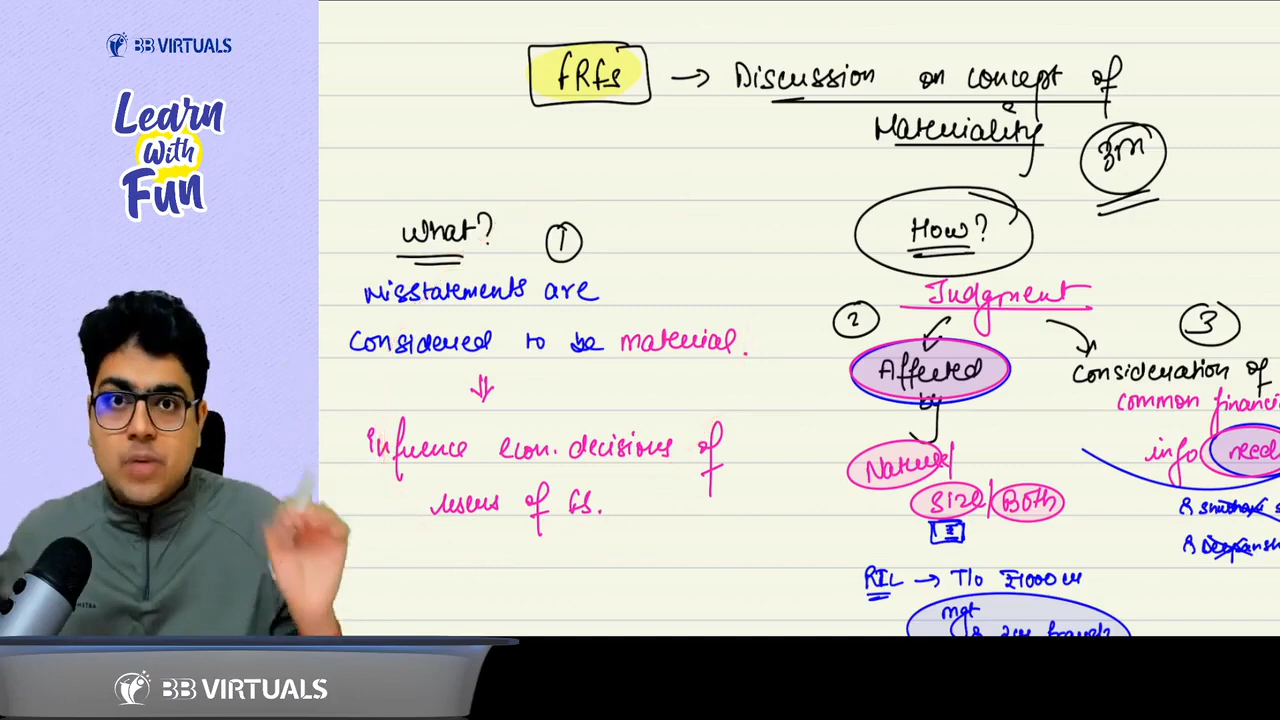 BB VIRTUALS
Learn
With
Fun
fRfs → Discussion on concept of
Materiality
3M
What? ①
Misstatements are
Considered to be material.
Influence econ. decisions of
users of
How?
Judgment
②
Affected
by
Nature/
Size/Both
RIL → T/o ₹1000 cr
mgt
③
Consideration of
common financi
info need
BB VIRTUALS